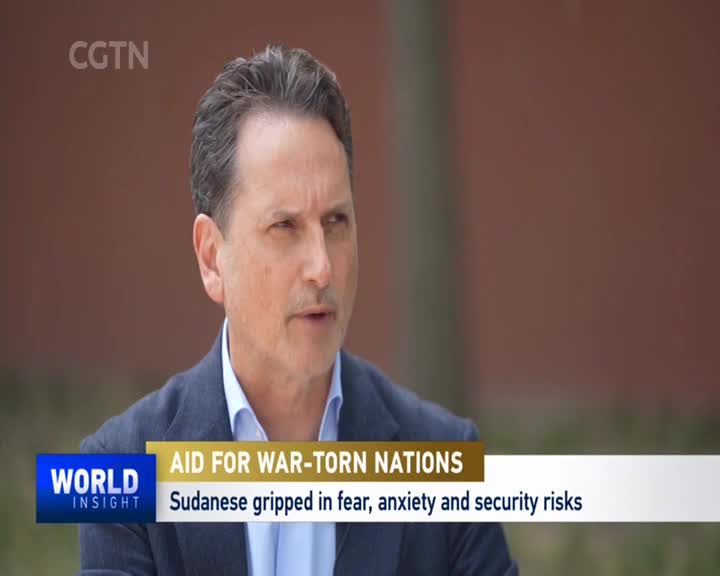 CGTN
AID FOR WAR-TORN NATIONS
WORLD
INSIGHT
Sudanese gripped in fear, anxiety and security risks